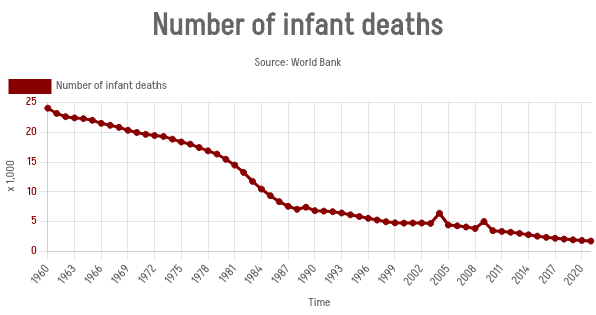 Number of infant deaths
Source: World Bank
Number of infant deaths
25
20
15
10
5
0
x 1,000
1960 1963 1966 1969 1972 1975 1978 1981 1984 1987 1990 1993 1996 1999 2002 2005 2008 2011 2014 2017 2020
Time